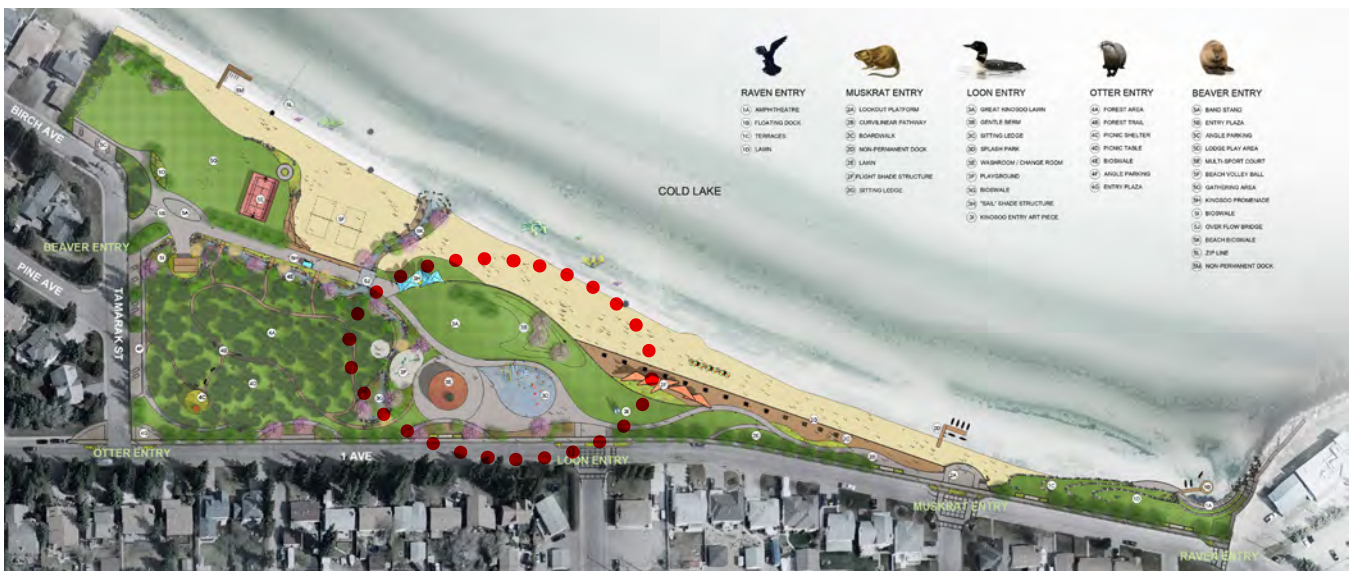 RAVEN ENTRY
1A AMPHITHEATRE
1B FLOATING DOCK
1C TERRACES
1D LAWN
MUSKRAT ENTRY
2A LOOKOUT PLATFORM
2B CURVILINEAR PATHWAY
2C BOARDWALK
2D NON-PERMANENT DOCK
2E LAWN
2F FLIGHT SHADE STRUCTURE
2G SITTING LEDGE
LOON ENTRY
3A GREAT KINOSOO LAWN
3B GENTLE BERM
3C SITTING LEDGE
3D SPLASH PARK
3E WASHROOM / CHANGE ROOM
3F PLAYGROUND
3G BIOSWALE
3H "SAIL" SHADE STRUCTURE
3I KINOSOO ENTRY ART PIECE
OTTER ENTRY
4A FOREST AREA
4B FOREST TRAIL
4C PICNIC SHELTER
4D PICNIC TABLE
4E BIOSWALE
4F ANGLE PARKING
4G ENTRY PLAZA
BEAVER ENTRY
5A BAND STAND
5B ENTRY PLAZA
5C ANGLE PARKING
5D LODGE PLAY AREA
5E MULTI-SPORT COURT
5F BEACH VOLLEY BALL
5G GATHERING AREA
5H KINOSOO PROMENADE
5I BIOSWALE
5J OVER FLOW BRIDGE
5K BEACH BIOSWALE
5L ZIP LINE
5M NON-PERMANENT DOCK
COLD LAKE
BIRCH AVE
BEAVER ENTRY
PINE AVE
TAMARAK ST
OTTER ENTRY
1 AVE
LOON ENTRY
MUSKRAT ENTRY
RAVEN ENTRY